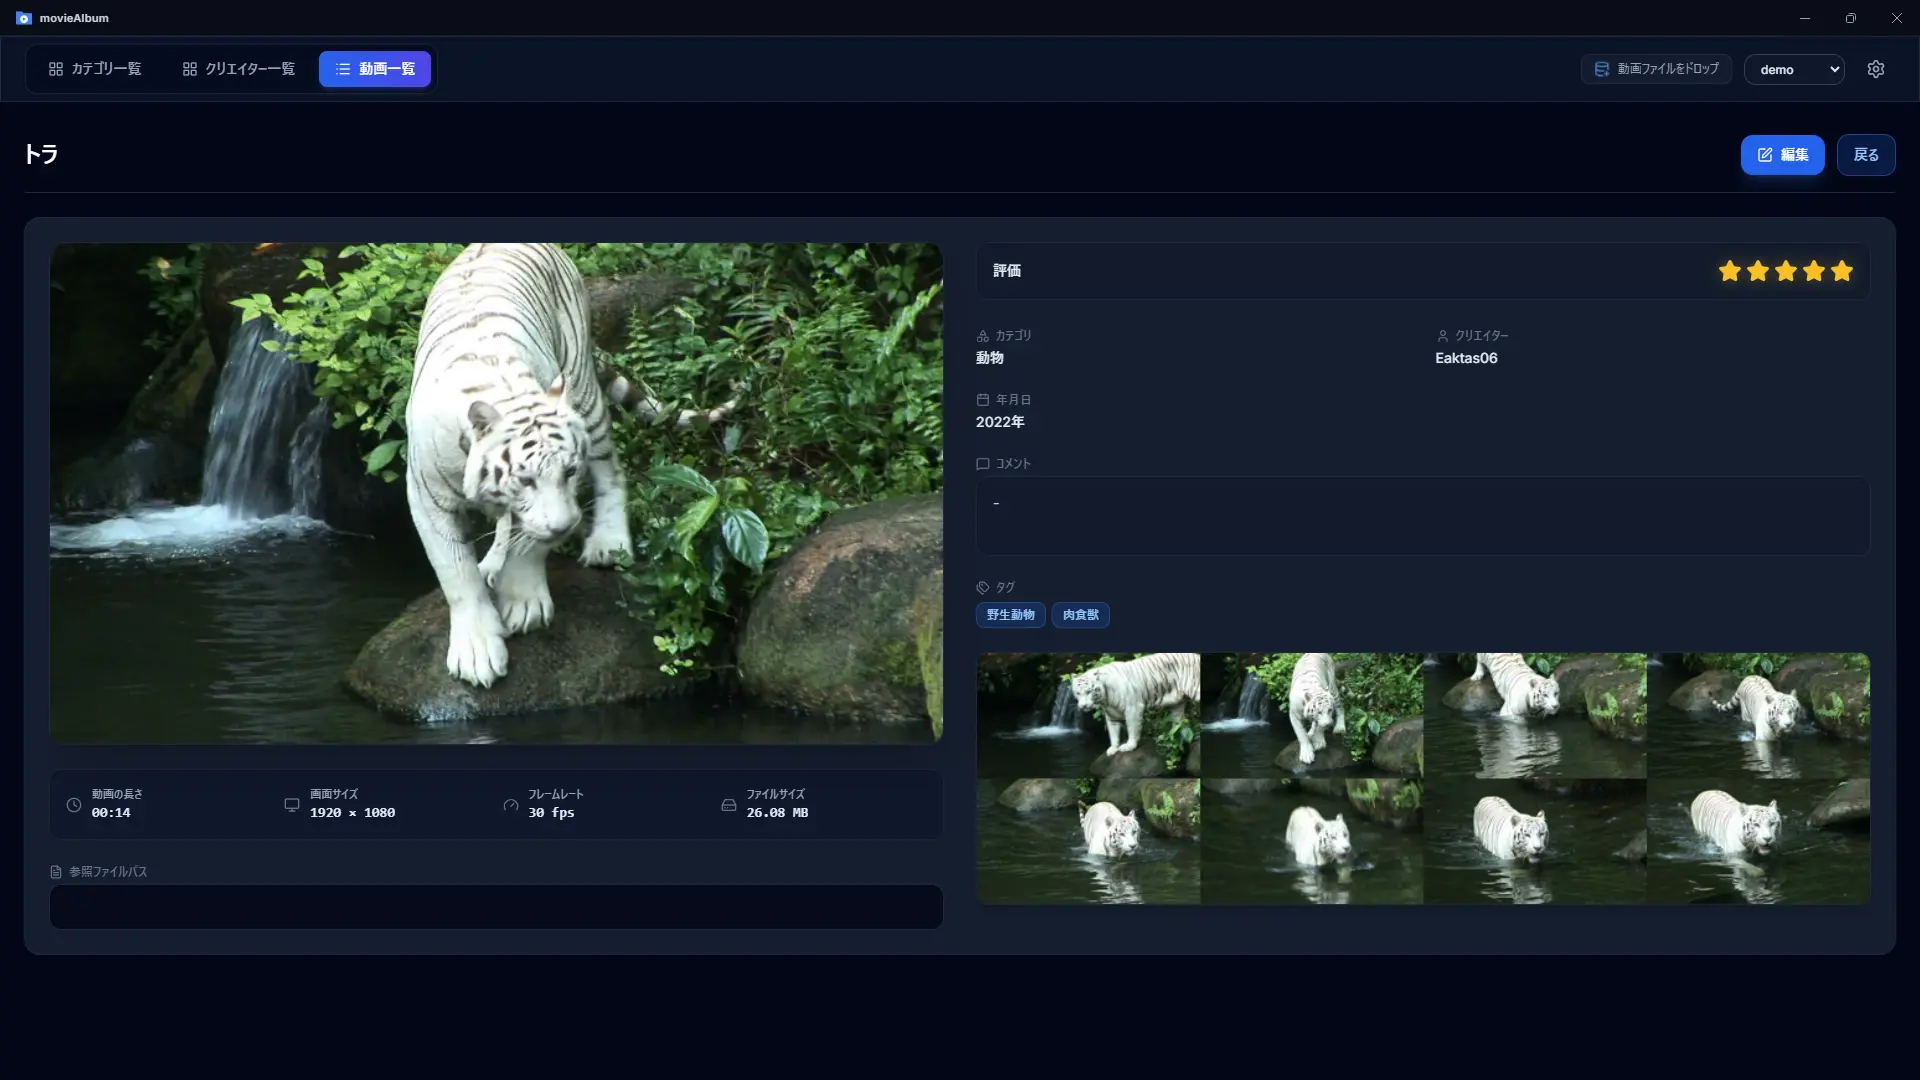 movieAlbum
カテゴリ一覧
クリエイター一覧
動画一覧
動画ファイルをドロップ
demo
トラ
編集
戻る
評価
カテゴリ
動物
クリエイター
Eaktas06
年月日
2022年
コメント
-
タグ
野生動物
肉食獣
動画の長さ
00:14
画面サイズ
1920 × 1080
フレームレート
30 fps
ファイルサイズ
26.08 MB
参照ファイルパス